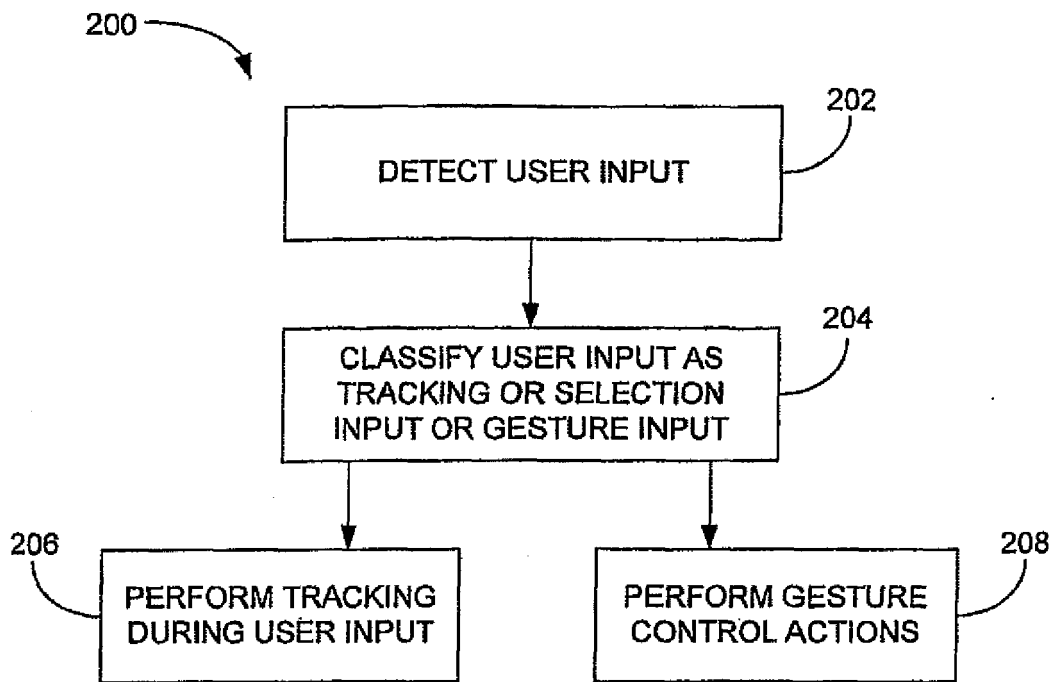 200
202
DETECT USER INPUT
204
CLASSIFY USER INPUT AS
TRACKING OR SELECTION
INPUT OR GESTURE INPUT
206
PERFORM TRACKING
DURING USER INPUT
208
PERFORM GESTURE
CONTROL ACTIONS